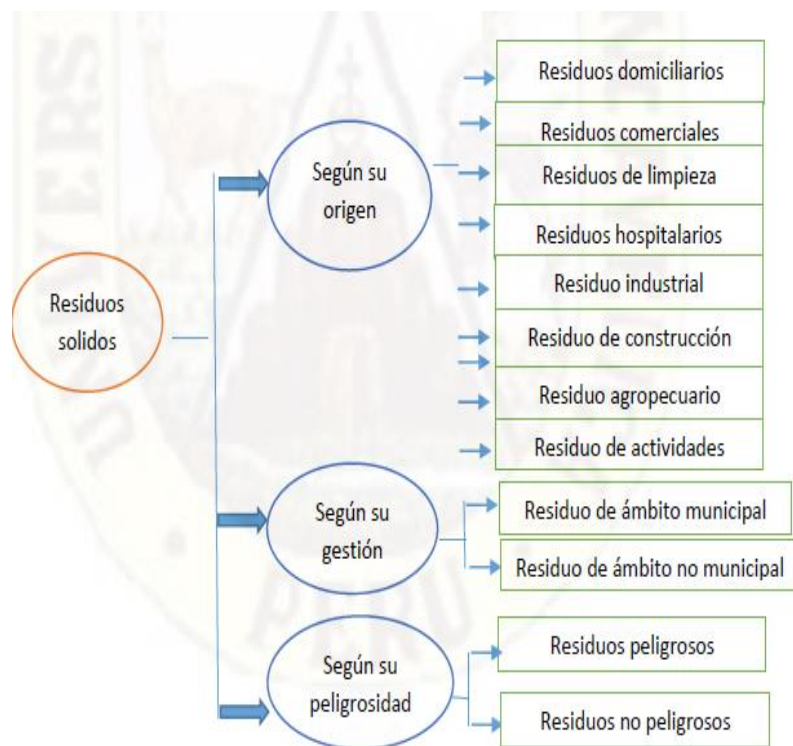 Residuos
solidos
Según su
origen
Residuos domiciliarios
Residuos comerciales
Residuos de limpieza
Residuos hospitalarios
Residuo industrial
Residuo de construcción
Residuo agropecuario
Residuo de actividades
Según su
gestión
Residuo de ámbito municipal
Residuo de ámbito no municipal
Según su
peligrosidad
Residuos peligrosos
Residuos no peligrosos
PERU